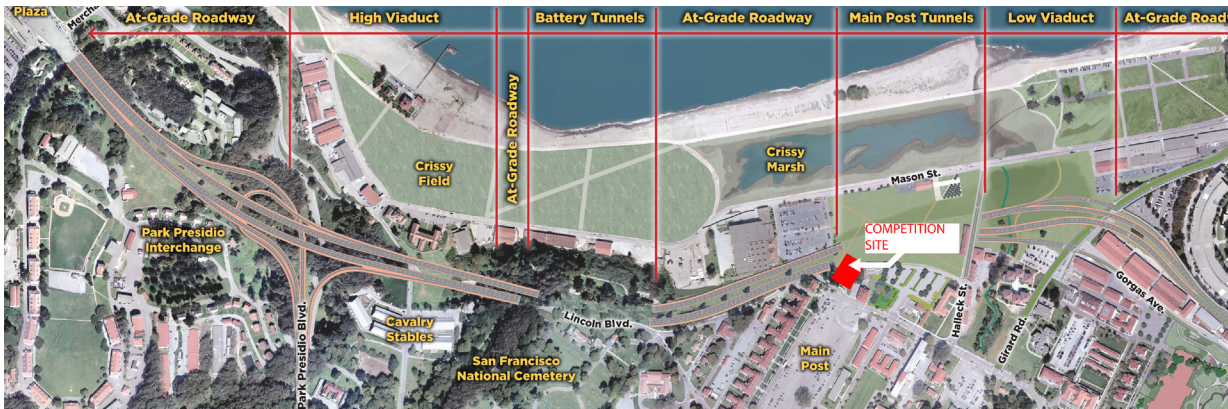 Plaza
Merch
At-Grade Roadway
High Viaduct
Battery Tunnels
At-Grade Roadway
Main Post Tunnels
Low Viaduct
At-Grade Road
At-Grade Roadway
Crissy
Field
Crissy
Marsh
Mason St.
Park Presidio
Interchange
COMPETITION
SITE
Park Presidio Blvd.
Cavalry
Stables
Lincoln Blvd.
San Francisco
National Cemetery
Main
Post
Halleck St.
Girard Rd.
Gorgas Ave.